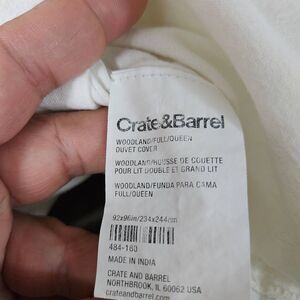 Crate&Barrel
WOODLAND/FULL/QUEEN
DUVET COVER
WOODLAND/HOUSSE DE COUETTE
POUR LIT DOUBLE ET GRAND LIT
WOODLAND/FUNDA PARA CAMA
FULL/QUEEN
92x96in/234x244cm
484-180
MADE IN INDIA
CRATE AND BARREL
NORTHBROOK, IL 60062 USA
crateandbarrel.com